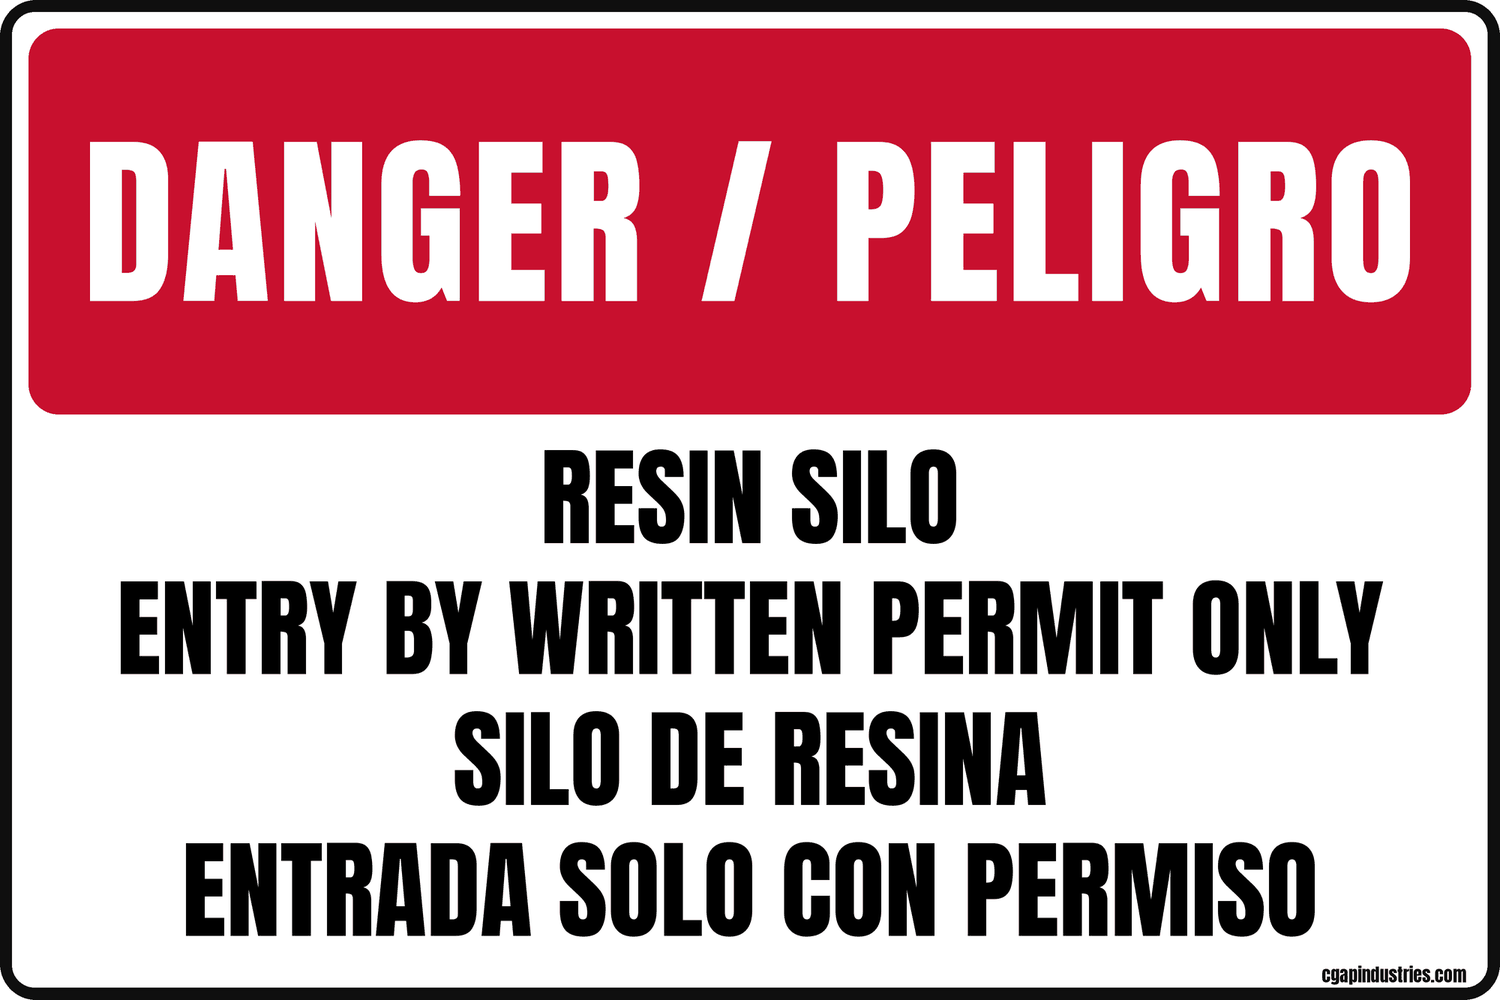 DANGER / PELIGRO
RESIN SILO
ENTRY BY WRITTEN PERMIT ONLY
SILO DE RESINA
ENTRADA SOLO CON PERMISO
cgapindustries.com